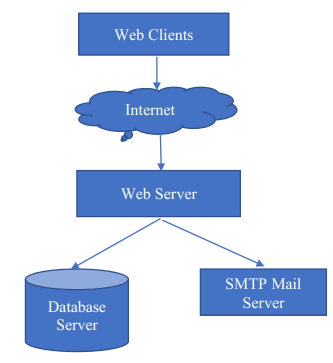 Web Clients
Internet
Web Server
Database
Server
SMTP Mail
Server